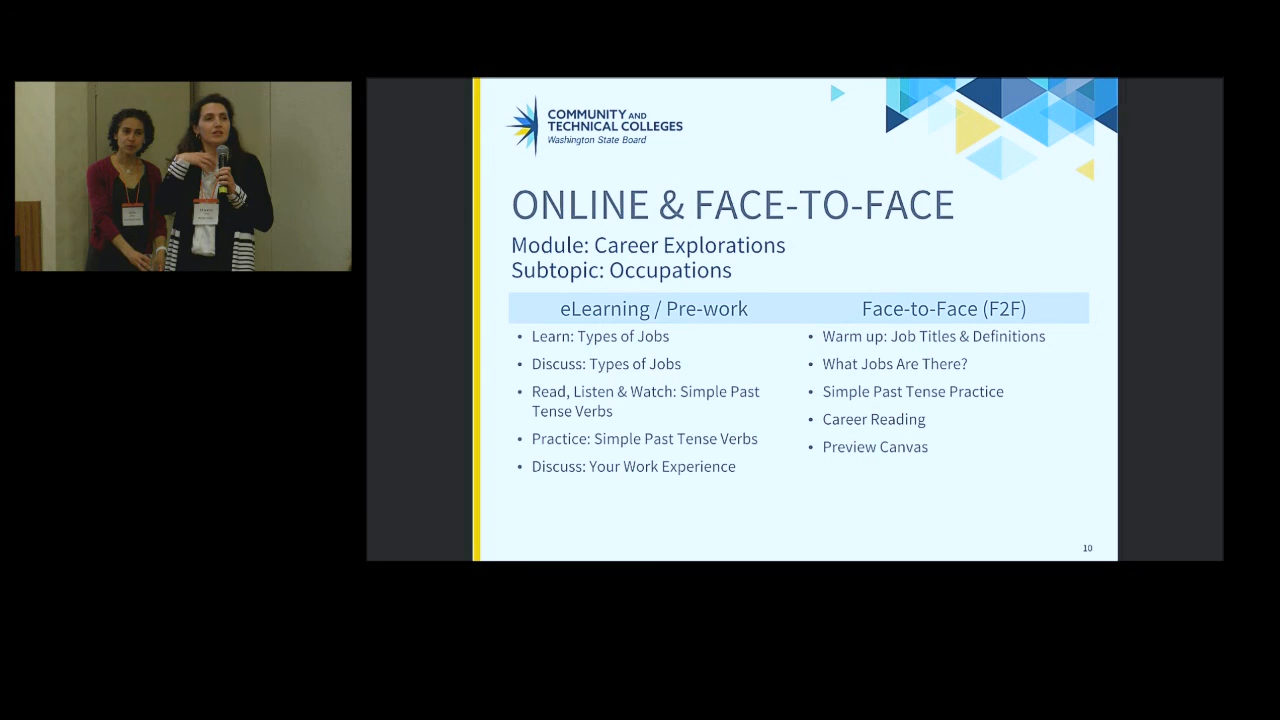 COMMUNITY AND
TECHNICAL COLLEGES
Washington State Board
ONLINE & FACE-TO-FACE
Module: Career Explorations
Subtopic: Occupations
eLearning / Pre-work
• Learn: Types of Jobs
• Discuss: Types of Jobs
• Read, Listen & Watch: Simple Past
Tense Verbs
• Practice: Simple Past Tense Verbs
• Discuss: Your Work Experience
Face-to-Face (F2F)
• Warm up: Job Titles & Definitions
• What Jobs Are There?
• Simple Past Tense Practice
• Career Reading
• Preview Canvas
10